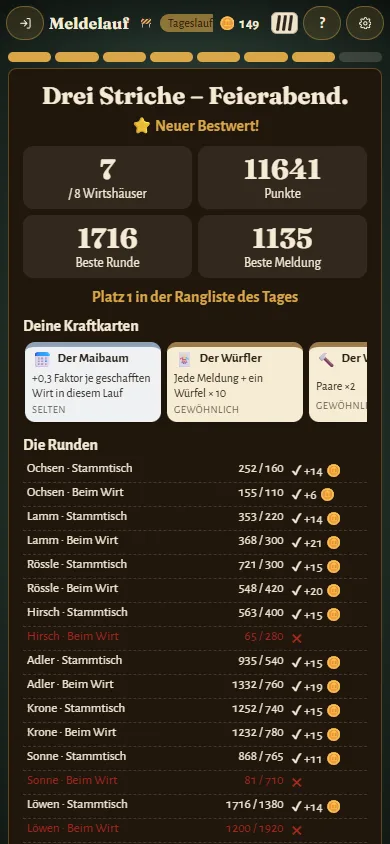 Meldelauf
Tageslauf
149
?
Drei Striche – Feierabend.
Neuer Bestwert!
7
/ 8 Wirtshäuser
11641
Punkte
1716
Beste Runde
1135
Beste Meldung
Platz 1 in der Rangliste des Tages
Deine Kraftkarten
Der Maibaum
+0,3 Faktor je geschafften
Wirt in diesem Lauf
SELTEN
Der Würfler
Jede Meldung + ein
Würfel × 10
GEWÖHNLICH
Der
Paare ×2
Die Runden
Ochsen · Stammtisch 252 / 160 ✓ +14
Ochsen · Beim Wirt 155 / 110 ✓ +6
Lamm · Stammtisch 353 / 220 ✓ +14
Lamm · Beim Wirt 368 / 300 ✓ +21
Rössle · Stammtisch 721 / 300 ✓ +15
Rössle · Beim Wirt 548 / 420 ✓ +20
Hirsch · Stammtisch 563 / 400 ✓ +15
Hirsch · Beim Wirt 65 / 280 ✕
Adler · Stammtisch 935 / 540 ✓ +15
Adler · Beim Wirt 1332 / 760 ✓ +19
Krone · Stammtisch 1252 / 740 ✓ +15
Krone · Beim Wirt 1232 / 780 ✓ +15
Sonne · Stammtisch 868 / 765 ✓ +11
Sonne · Beim Wirt 81 / 710 ✕
Löwen · Stammtisch 1716 / 1380 ✓ +14
Löwen · Beim Wirt 1200 / 1920 ✕